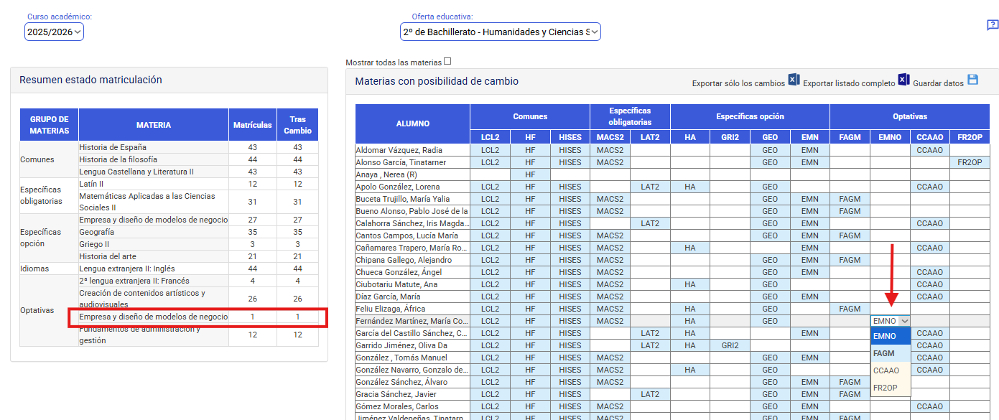 Curso académico:
2025/2026
Oferta educativa:
2º de Bachillerato - Humanidades y Ciencias S
Mostrar todas las materias
Resumen estado matriculación
GRUPO DE MATERIAS MATERIA Matrículas Tras Cambio
Comunes
Historia de España 43 43
Historia de la filosofía 44 44
Lengua Castellana y Literatura II 43 43
Específicas obligatorias
Latín II 12 12
Matemáticas Aplicadas a las Ciencias
Sociales II 31 31
Específicas opción
Empresa y diseño de modelos de negocio 27 27
Geografía 35 35
Griego II 3 3
Historia del arte 21 21
Idiomas Lengua extranjera II: Inglés 44 44
Optativas
2ª lengua extranjera II: Francés 4 4
Creación de contenidos artísticos y
audiovisuales 26 26
Empresa y diseño de modelos de negocio 1 1
Fundamentos de administración y
gestión 12 12
Materias con posibilidad de cambio
Exportar sólo los cambios Exportar listado completo Guardar datos
ALUMNO Comunes Específicas obligatorias Específicas opción Optativas
LCL2 HF HISES MACS2 LAT2 HA GRI2 GEO EMN FAGM EMNO CCAAO FR2OP
Aldomar Vázquez, Radia LCL2 HF HISES MACS2 GEO EMN CCAAO
Alonso García, Tinatarner LCL2 HF HISES MACS2 GEO EMN FR2OP
Anaya , Nerea (R) HF
Apolo González, Lorena LCL2 HF HISES LAT2 HA GEO CCAAO
Buceta Trujillo, María Yalia LCL2 HF HISES MACS2 GEO EMN FAGM
Bueno Alonso, Pablo José de la LCL2 HF HISES MACS2 GEO EMN FAGM
Calahorra Sánchez, Iris Magda... LCL2 HF HISES LAT2 GEO EMN CCAAO
Cantos Campos, Lucía María LCL2 HF HISES MACS2 GEO EMN FAGM
Cañamares Trapero, María Ro... LCL2 HF HISES MACS2 HA EMN CCAAO
Chipana Gallego, Alejandro LCL2 HF HISES MACS2 GEO EMN FAGM
Chueca González, Ángel LCL2 HF HISES MACS2 GEO EMN CCAAO
Ciubotariu Matute, Ana LCL2 HF HISES MACS2 HA GEO CCAAO
Díaz García, María LCL2 HF HISES MACS2 GEO EMN CCAAO
Feliu Elizaga, África LCL2 HF HISES MACS2 HA GEO FAGM
Fernández Martínez, María Co... LCL2 HF HISES MACS2 HA GEO EMNO
García del Castillo Sánchez, C... LCL2 HF HISES LAT2 HA EMN EMNO CCAAO
Garrido Jiménez, Oliva Da LCL2 HF HISES LAT2 HA GRI2 FAGM CCAAO
González , Tomás Manuel LCL2 HF HISES MACS2 GEO EMN CCAAO
González Navarro, Gonzalo de... LCL2 HF HISES MACS2 HA GEO CCAAO CCAAO
González Sánchez, Álvaro LCL2 HF HISES MACS2 GEO EMN FAGM
Gracia Sánchez, Javier LCL2 HF HISES LAT2 GEO EMN FAGM FR2OP
Gómez Morales, Carlos LCL2 HF HISES MACS2 GEO EMN CCAAO
Jiménez Valdepeñas, Tinatarn... LCL2 HF HISES MACS2 GEO EMN FAGM